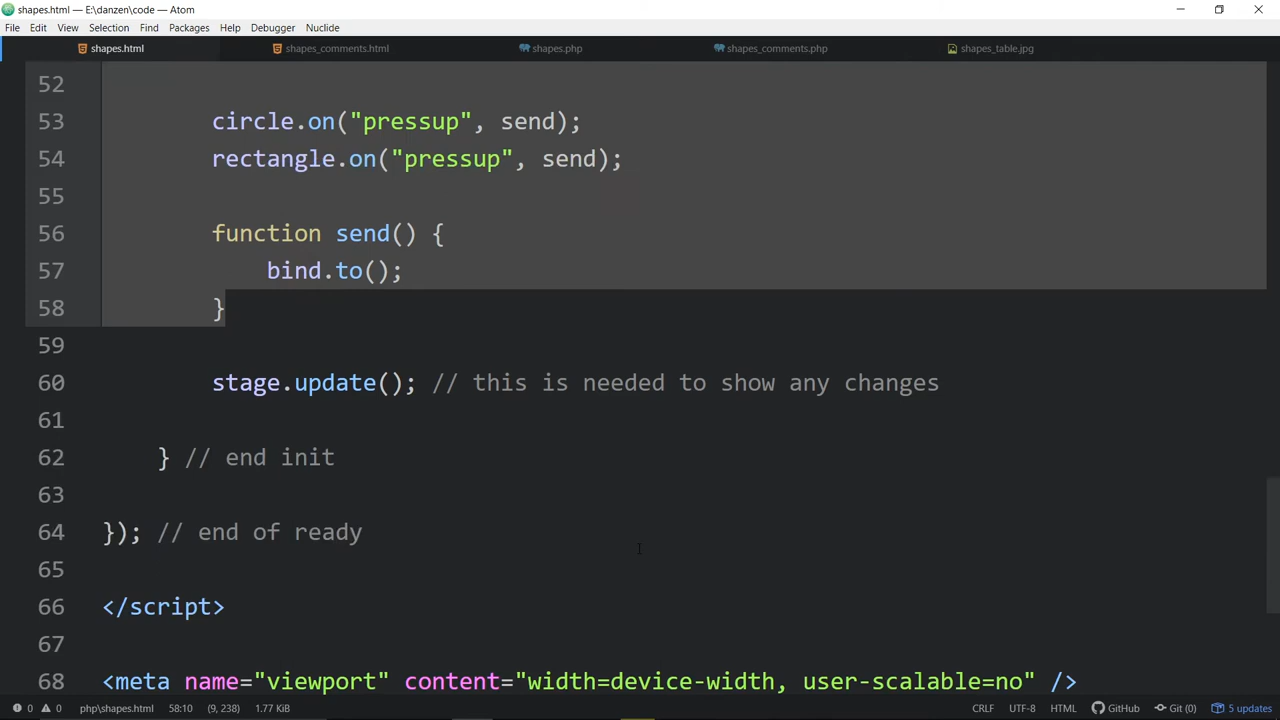 shapes.html — E:\danzen\code — Atom
File Edit View Selection Find Packages Help Debugger Nuclide
shapes.html shapes_comments.html shapes.php shapes_comments.php shapes_table.jpg
52
53 circle.on("pressup", send);
54 rectangle.on("pressup", send);
55
56 function send() {
57 bind.to();
58 }
59
60 stage.update(); // this is needed to show any changes
61
62 } // end init
63
64 }); // end of ready
65
66 </script>
67
68 <meta name="viewport" content="width=device-width, user-scalable=no" />
0 0 php\shapes.html 58:10 (9, 238) 1.77 KiB CRLF UTF-8 HTML GitHub Git (0) 5 updates